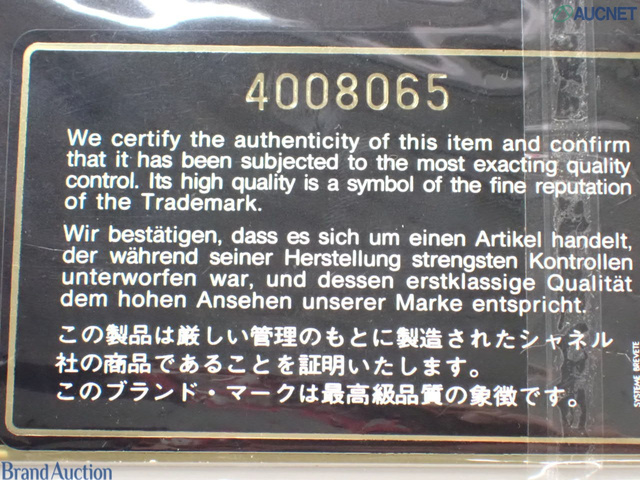 AUCNET
4008065
We certify the authenticity of this item and confirm
that it has been subjected to the most exacting quality
control. Its high quality is a symbol of the fine reputation
of the Trademark.
Wir bestätigen, dass es sich um einen Artikel handelt,
der während seiner Herstellung strengsten Kontrollen
unterworfen war, und dessen erstklassige Qualität
dem hohen Ansehen unserer Marke entspricht.
この製品は厳しい管理のもとに製造されたシャネル
社の商品であることを証明いたします。
このブランド・マークは最高級品質の象徴です。
SYSTEME BREVETE
Brand Auction